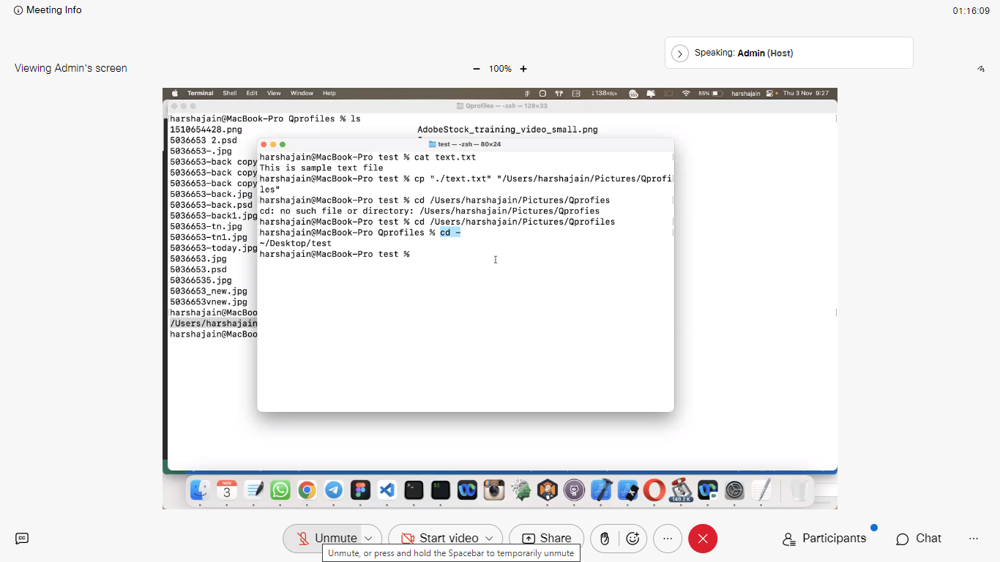 Meeting Info
01:16:09
Speaking: Admin (Host)
Viewing Admin's screen
100%
Terminal Shell Edit View Window Help
138KB/s
150
55%
harshajain
Thu 3 Nov 9:27
Qprofiles — -zsh — 129×33
harshajain@MacBook-Pro Qprofiles % ls
1510654428.png AdobeStock_training_video_small.png
5036653 2.psd
5036653-.jpg
5036653-back copy
5036653-back copy
5036653-back copy
5036653-back.jpg
5036653-back.psd
5036653-back1.jpg
5036653-tn.jpg
5036653-tn1.jpg
5036653-today.jpg
5036653.jpg
5036653.psd
50366535.jpg
5036653_new.jpg
5036653vnew.jpg
harshajain@MacBoo
/Users/harshajain
harshajain@MacBoo
test — -zsh — 80×24
harshajain@MacBook-Pro test % cat text.txt
This is sample text file
harshajain@MacBook-Pro test % cp "./text.txt" "/Users/harshajain/Pictures/Qprofi
les"
harshajain@MacBook-Pro test % cd /Users/harshajain/Pictures/Qprofies
cd: no such file or directory: /Users/harshajain/Pictures/Qprofies
harshajain@MacBook-Pro test % cd /Users/harshajain/Pictures/Qprofiles
harshajain@MacBook-Pro Qprofiles % cd -
~/Desktop/test
harshajain@MacBook-Pro test %
NOV
3
149.2 K
CC
Unmute
Start video
Share
Participants
Chat
Unmute, or press and hold the Spacebar to temporarily unmute